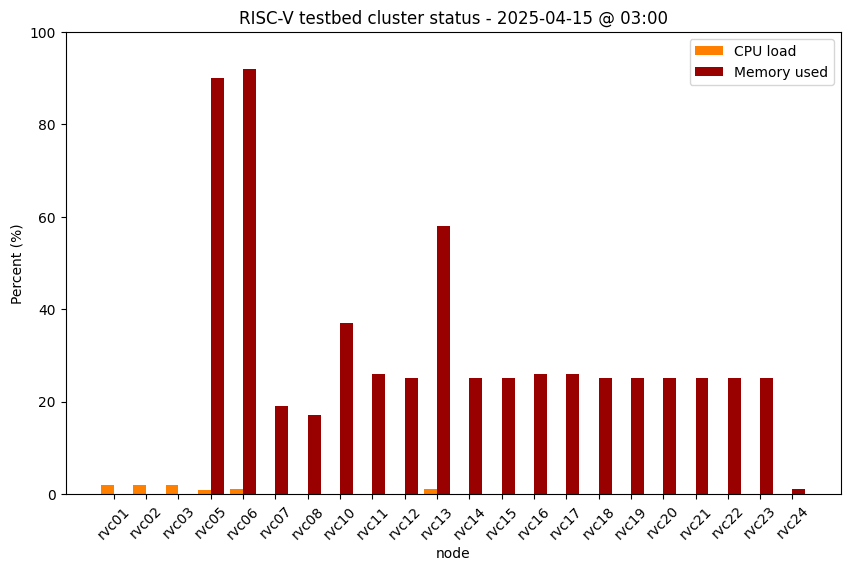 RISC-V testbed cluster status - 2025-04-15 @ 03:00
CPU load
Memory used
Percent (%)
100
80
60
40
20
0
rvc01
rvc02
rvc03
rvc05
rvc06
rvc07
rvc08
rvc10
rvc11
rvc12
rvc13
rvc14
rvc15
rvc16
rvc17
rvc18
rvc19
rvc20
rvc21
rvc22
rvc23
rvc24
node